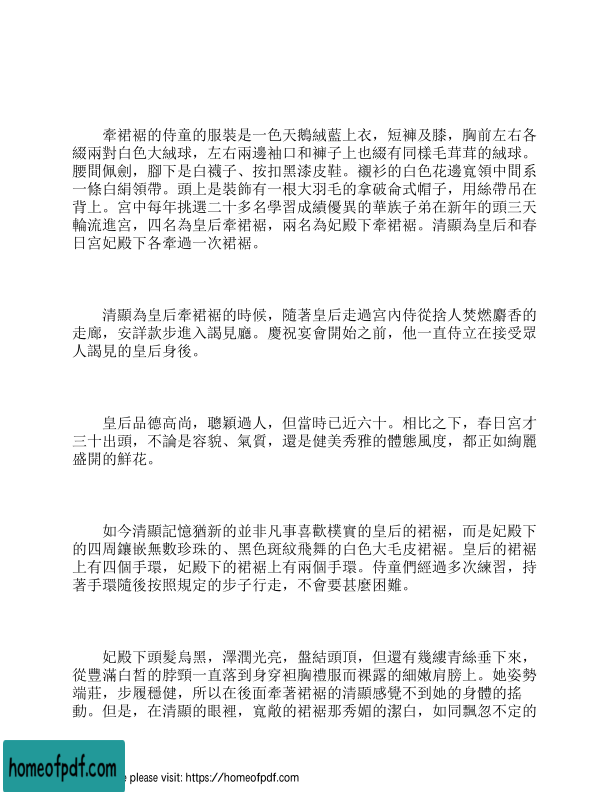 牽裙裾的侍童的服裝是一色天鵝絨藍上衣，短褲及膝，胸前左右各
綴兩對白色大絨球，左右兩邊袖口和褲子上也綴有同樣毛茸茸的絨球。
腰間佩劍，腳下是白襪子、按扣黑漆皮鞋。襯衫的白色花邊寬領中間系
一條白絹領帶。頭上是裝飾有一根大羽毛的拿破侖式帽子，用絲帶吊在
背上。宮中每年挑選二十多名學習成績優異的華族子弟在新年的頭三天
輪流進宮，四名為皇后牽裙裾，兩名為妃殿下牽裙裾。清顯為皇后和春
日宮妃殿下各牽過一次裙裾。
清顯為皇后牽裙裾的時候，隨著皇后走過宮內侍從捨人焚燃麝香的
走廊，安詳款步進入謁見廳。慶祝宴會開始之前，他一直侍立在接受眾
人謁見的皇后身後。
皇后品德高尚，聰穎過人，但當時已近六十。相比之下，春日宮才
三十出頭，不論是容貌、氣質，還是健美秀雅的體態風度，都正如絢麗
盛開的鮮花。
如今清顯記憶猶新的並非凡事喜歡樸實的皇后的裙裾，而是妃殿下
的四周鑲嵌無數珍珠的、黑色斑紋飛舞的白色大毛皮裙裾。皇后的裙裾
上有四個手環，妃殿下的裙裾上有兩個手環。侍童們經過多次練習，持
著手環隨後按照規定的步子行走，不會要甚麼困難。
妃殿下頭髮烏黑，澤潤光亮，盤結頭頂，但還有幾縷青絲垂下來，
從豐滿白皙的脖頸一直落到身穿袒胸禮服而裸露的細嫩肩膀上。她姿勢
端莊，步履穩健，所以在後面牽著裙裾的清顯感覺不到她的身體的搖
動。但是，在清顯的眼裡，寬敞的裙裾那秀媚的潔白，如同飄忽不定的
homeofpdf.com
e please visit: https://homeofpdf.com